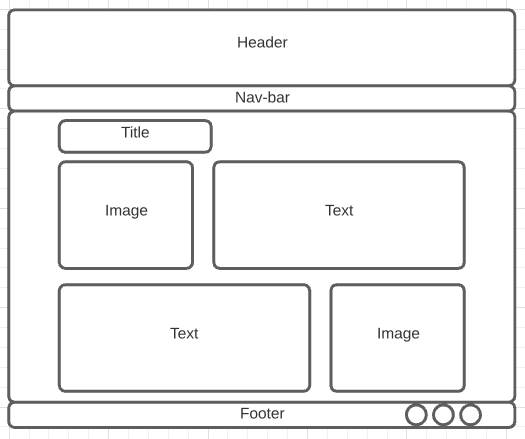 Header
Nav-bar
Title
Image
Text
Text
Image
Footer